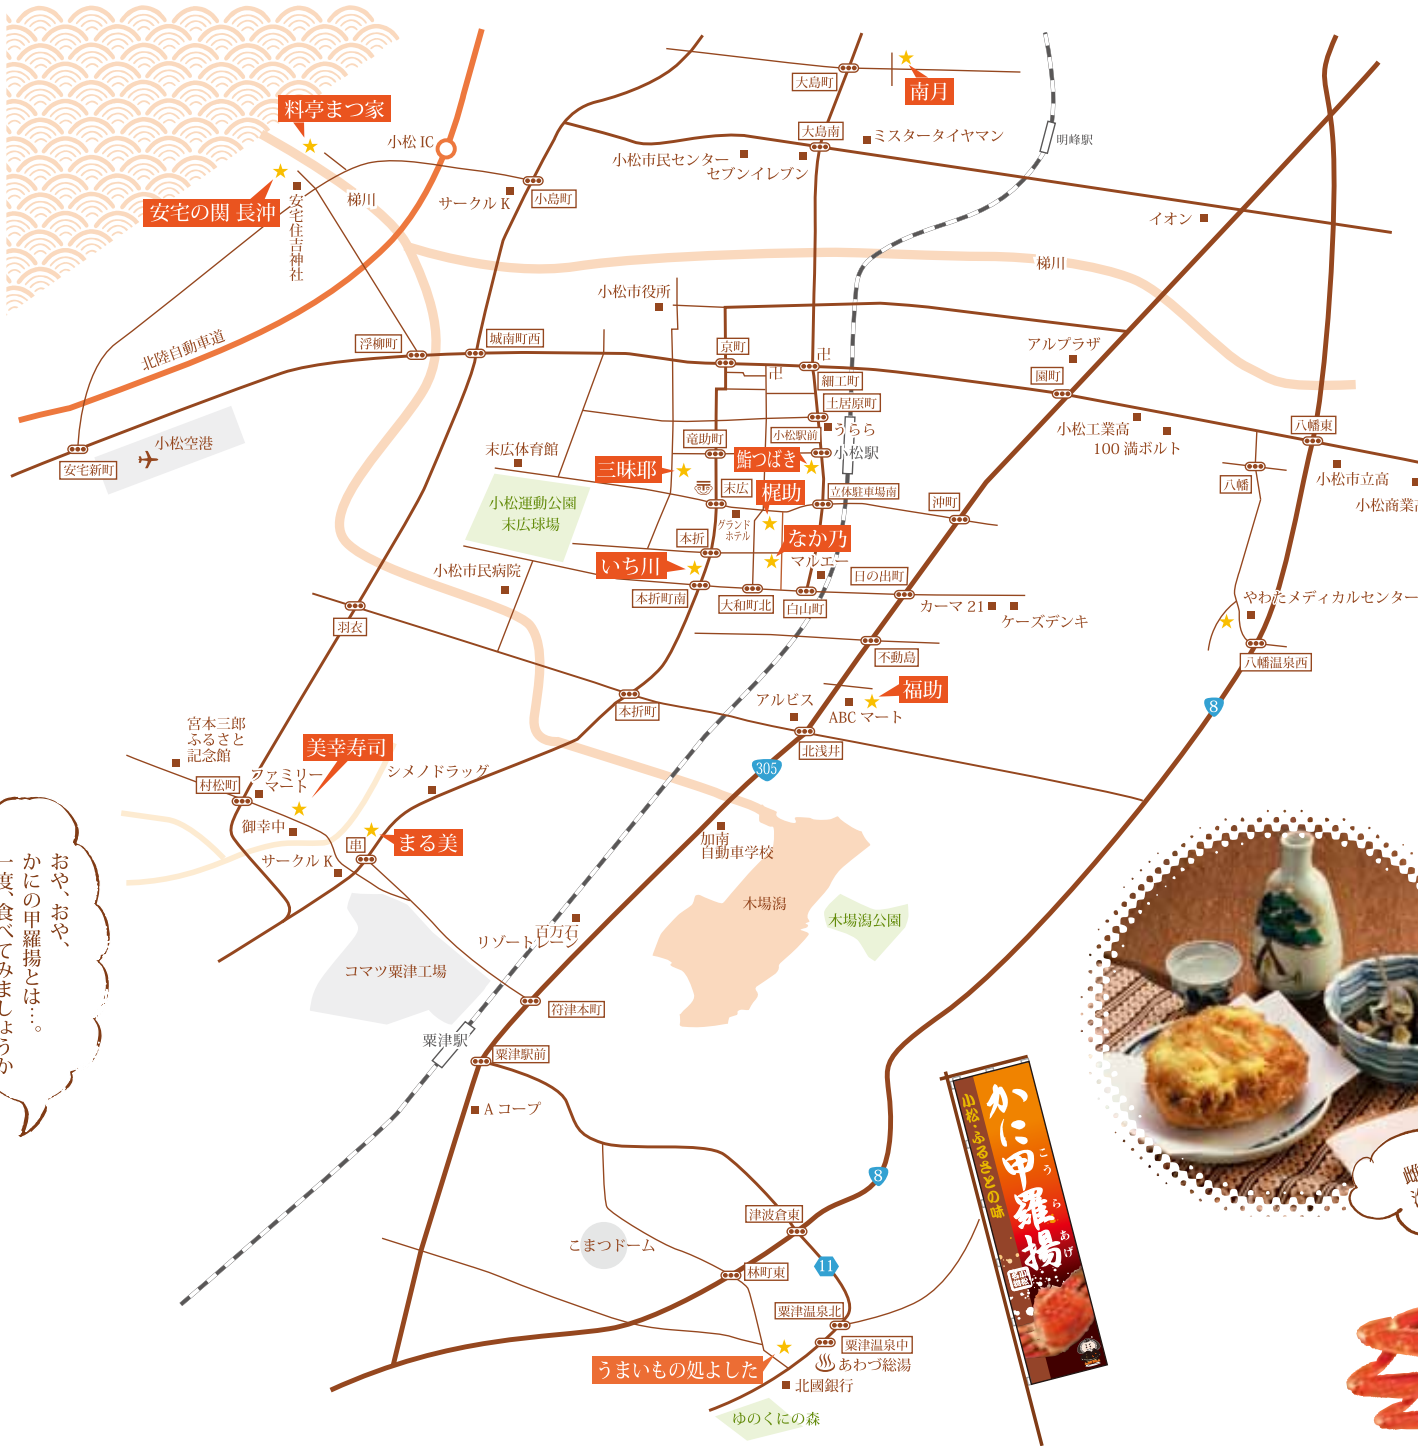 南月
大島町
料亭まつ家
小松 IC
大島南
ミスタータイヤマン
明峰駅
小松市民センター
セブンイレブン
安宅の関 長沖
安宅住吉神社
梯川
サークル K
小島町
イオン
梯川
小松市役所
北陸自動車道
浮柳町
城南町西
京町
卍
卍
細工町
アルプラザ
園町
土居原町
うらら
小松駅前
小松駅
八幡東
小松工業高
100 満ボルト
小松空港
安宅新町
末広体育館
竜助町
三昧耶
鮨つばき
小松市立高
八幡
小松商業高
小松運動公園
末広球場
末広
梶助
立体駐車場南
沖町
グランド
ホテル
本折
なか乃
マルエー
いち川
小松市民病院
日の出町
本折町南
大和町北
白山町
カーマ 21
ケーズデンキ
やわたメディカルセンター
羽衣
不動島
八幡温泉西
福助
アルビス
ABC マート
8
本折町
北浅井
宮本三郎
ふるさと
記念館
美幸寿司
305
村松町
ファミリー
マート
シメノドラッグ
御幸中
串
まる美
サークル K
加南
自動車学校
木場潟
木場潟公園
百万石
リゾートレーン
コマツ粟津工場
符津本町
粟津駅
粟津駅前
A コープ
おや、おや、
かにの甲羅揚とは…。
一度、食べてみましょうか
小松・ふるさとの味
かに甲羅揚
こうらあげ
8
津波倉東
こまつドーム
林町東
11
粟津温泉北
粟津温泉中
うまいもの処よした
あわづ総湯
北國銀行
ゆのくにの森